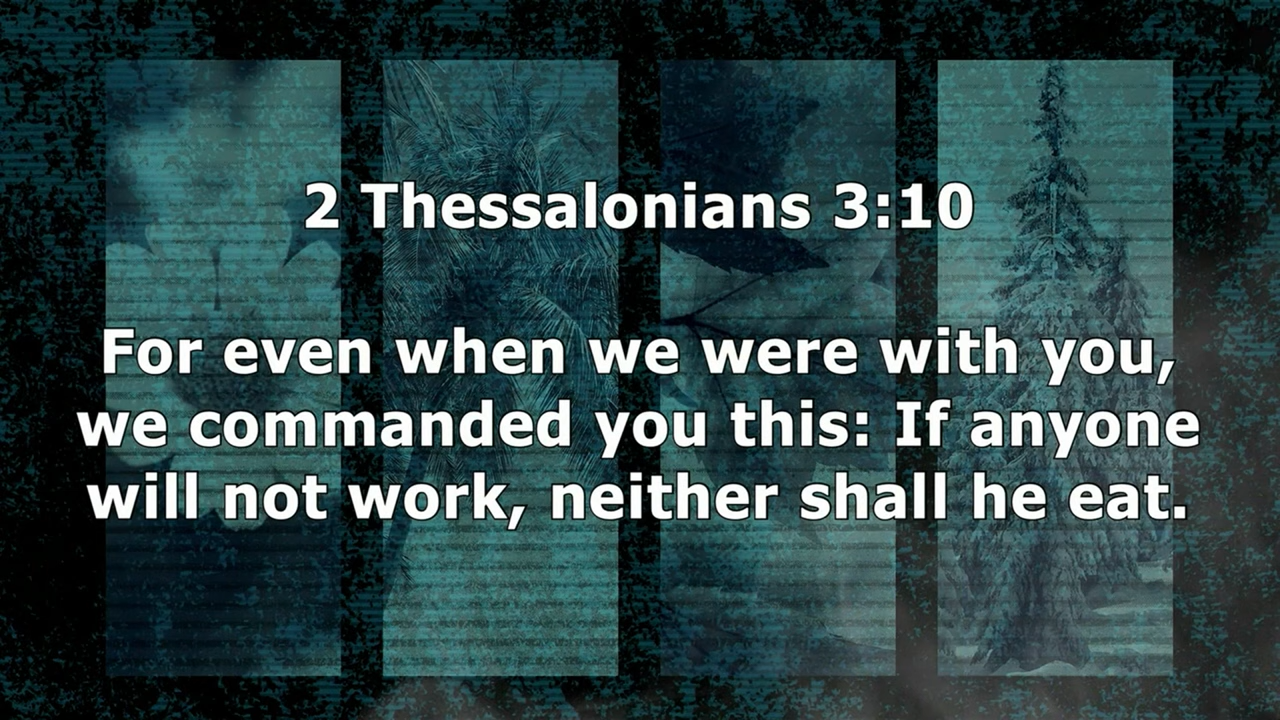 2 Thessalonians 3:10
For even when we were with you,
we commanded you this: If anyone
will not work, neither shall he eat.